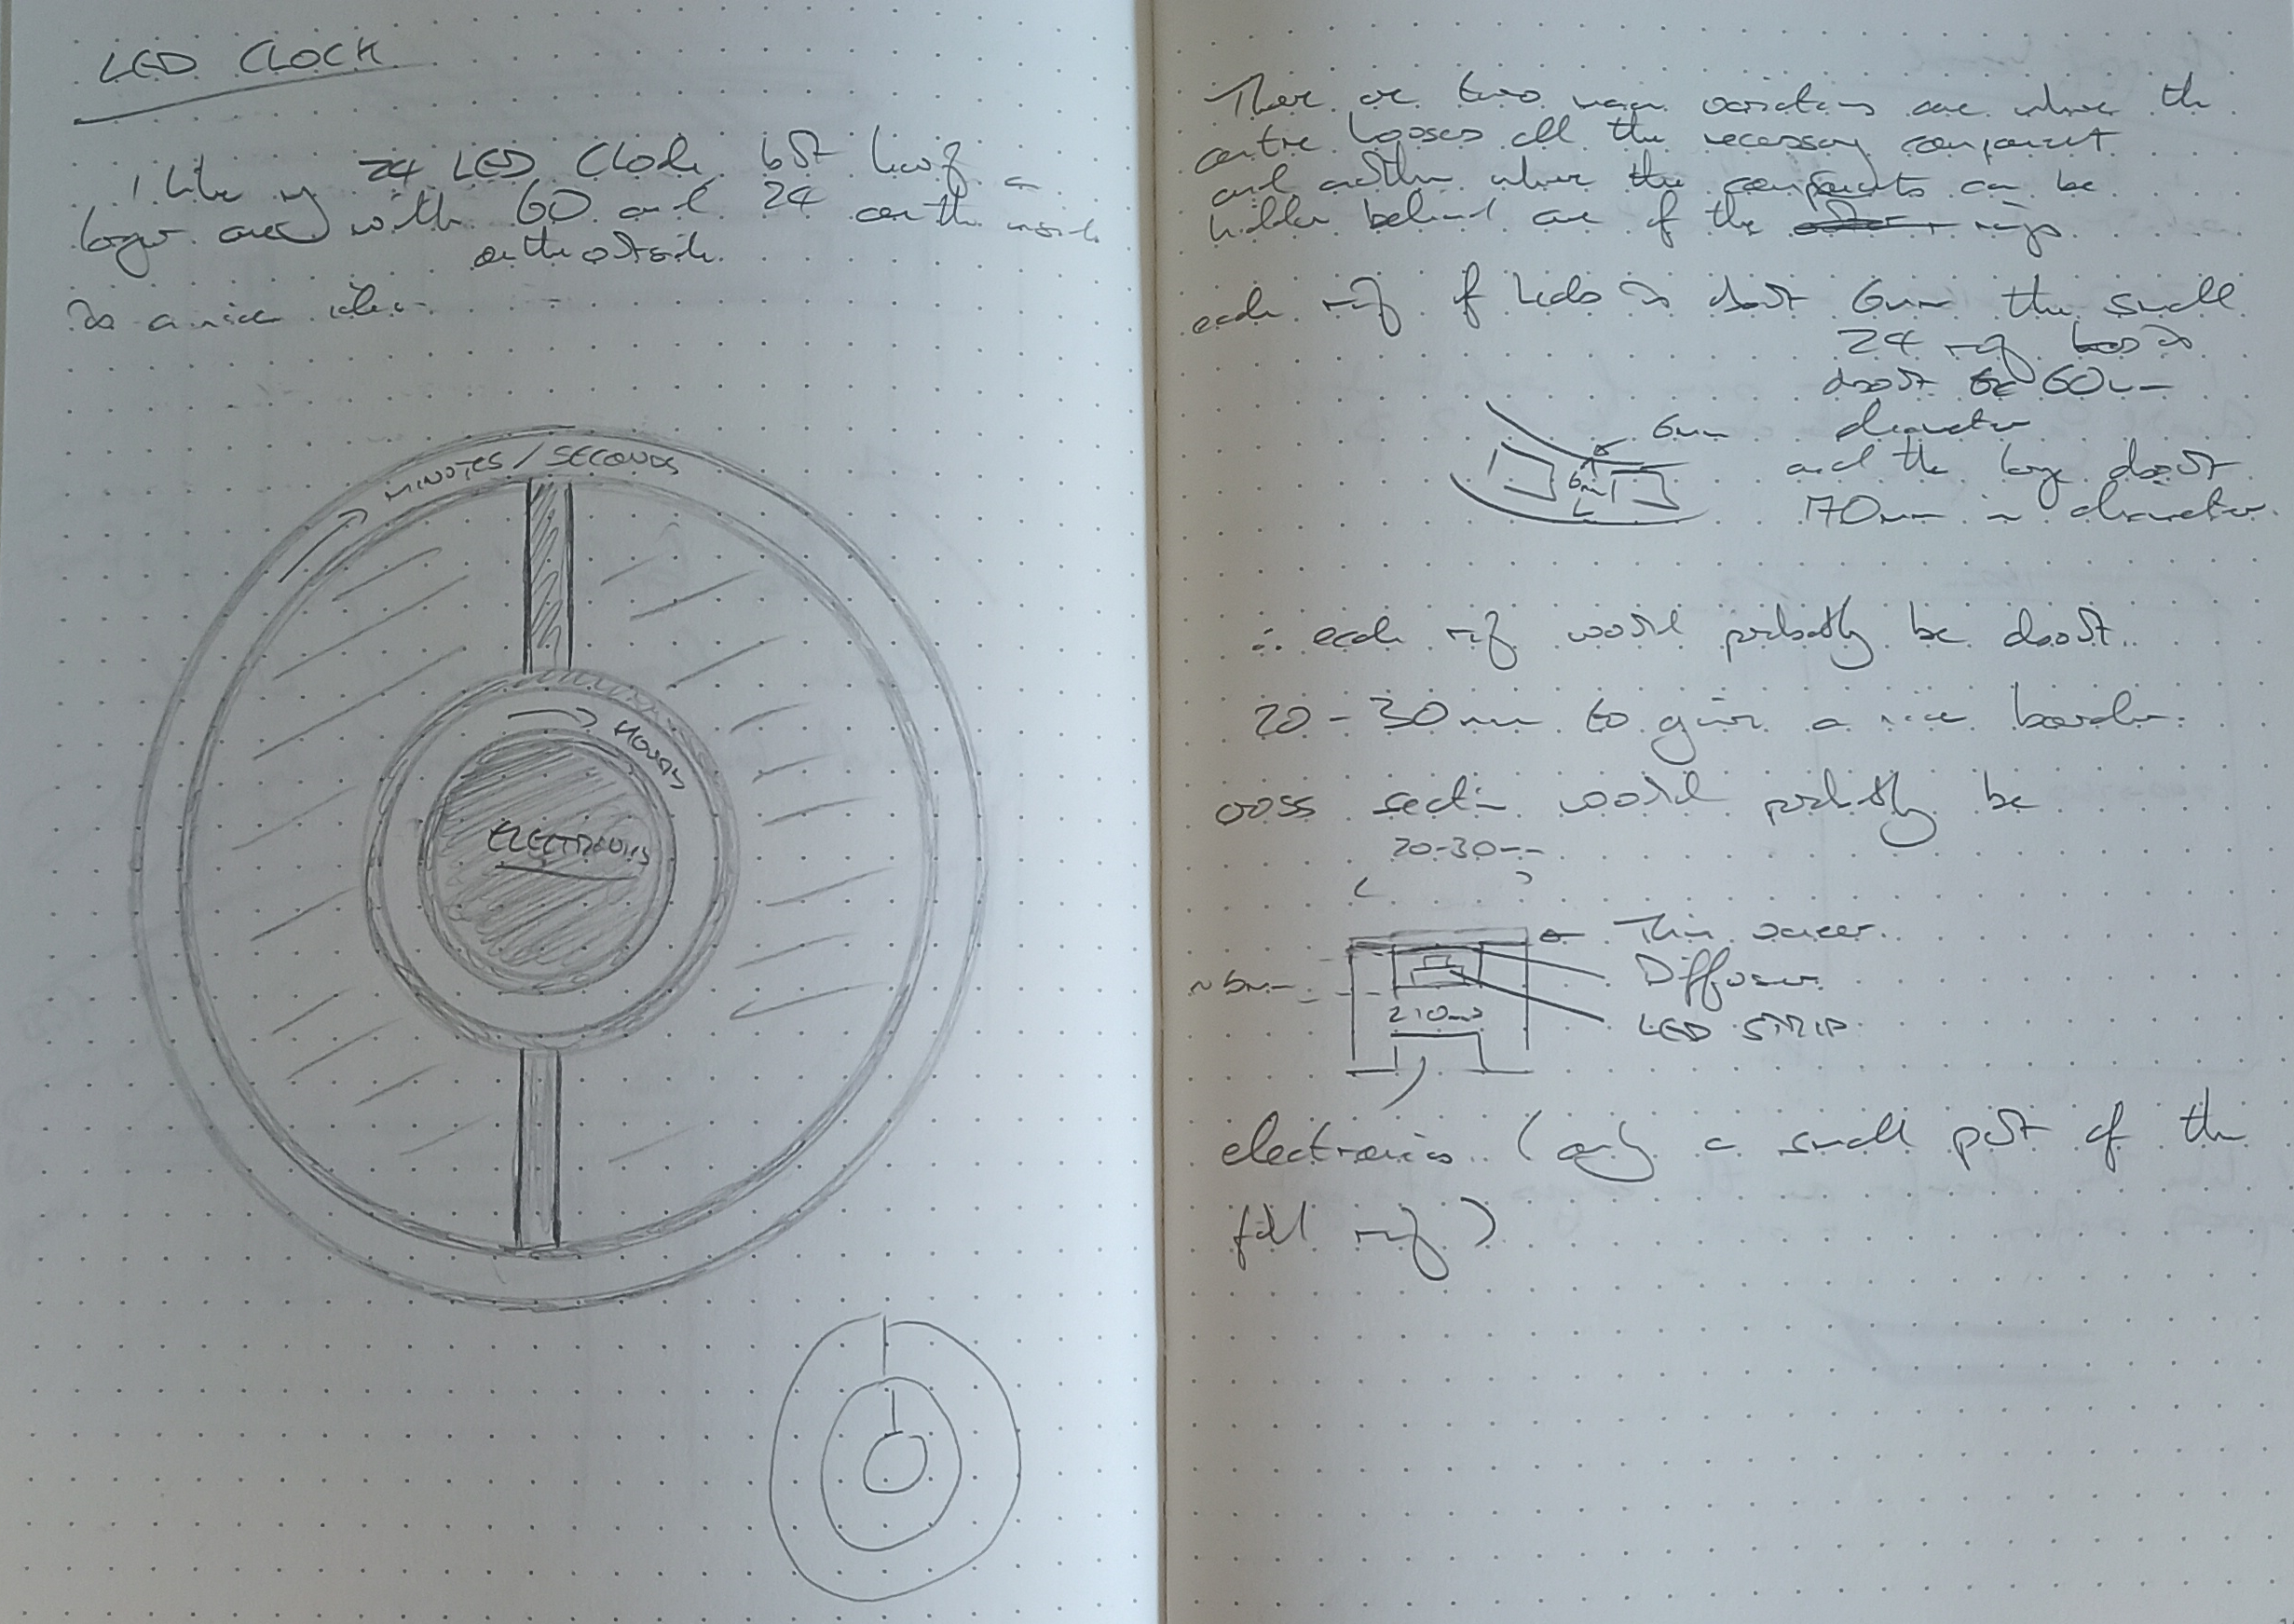 LED CLOCK
I like my 24 LED Clock but having a
larger one with 60 and 24 on the inside
on the outside.
is a nice idea.
MINUTES / SECONDS
HOURS
ELECTRONICS
There are two main variations one where the
centre houses all the necessary component
and another where the components can be
hidden behind one of the rings
each ring of leds is about 6mm the small
24 ring is
about 60mm
diameter
and the large about
170mm in diameter.
6mm
6mm
∴ each ring would probably be about
20-30mm to give a nice border.
cross section would probably be
20-30mm
Thin veneer.
Diffuser
LED STRIP
~6mm
210mm
electronics (only a small part of the
full ring)